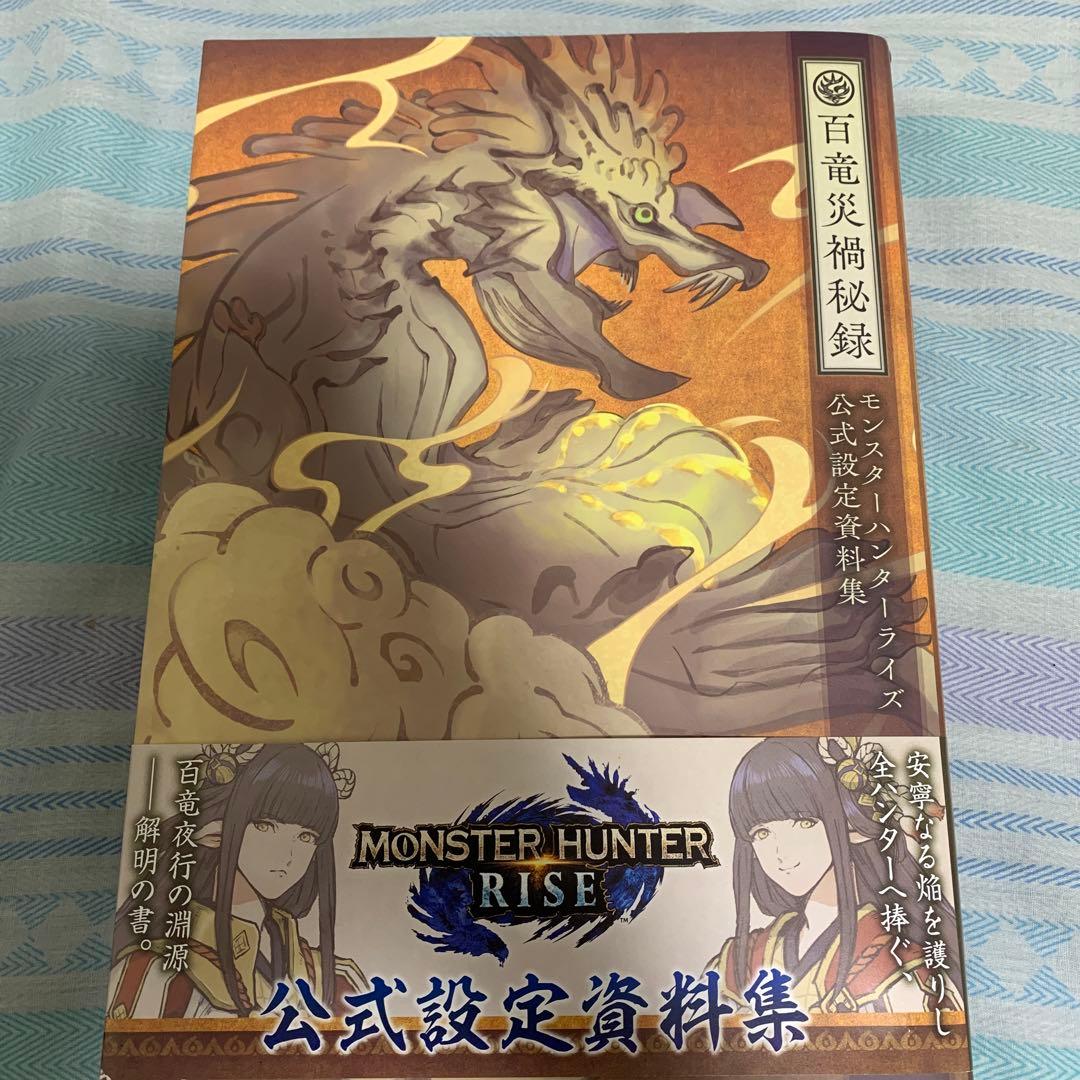 百竜災禍秘録
モンスターハンターライズ
公式設定資料集
安寧なる焔を護りし
全ハンターへ捧ぐ、
百竜夜行の淵源
──解明の書。
MONSTER HUNTER
RISE
TM
公式設定資料集